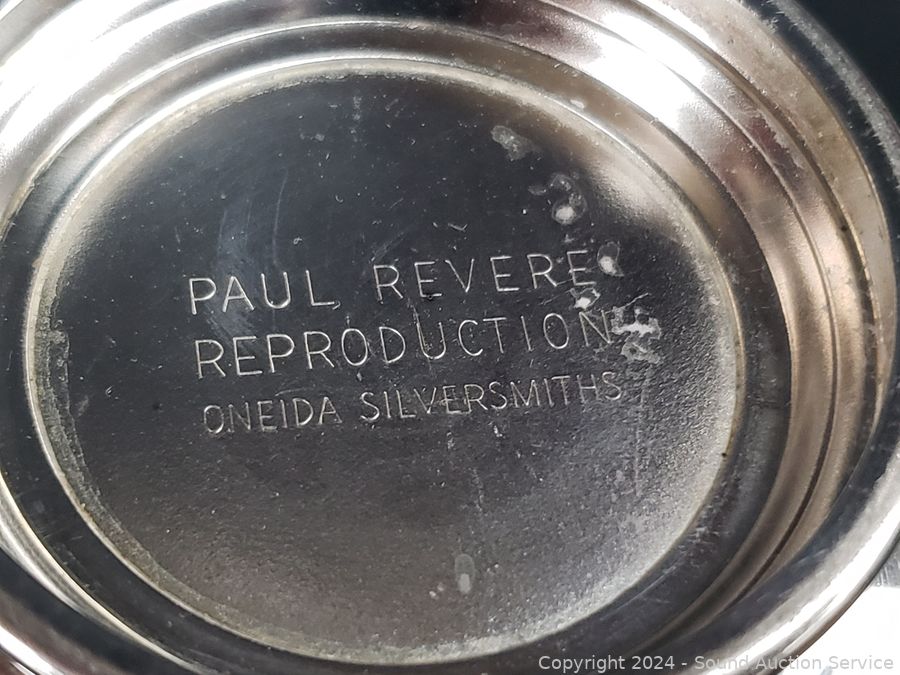 PAUL REVERE
REPRODUCTION
ONEIDA SILVERSMITHS
Copyright 2024 - Sound Auction Service